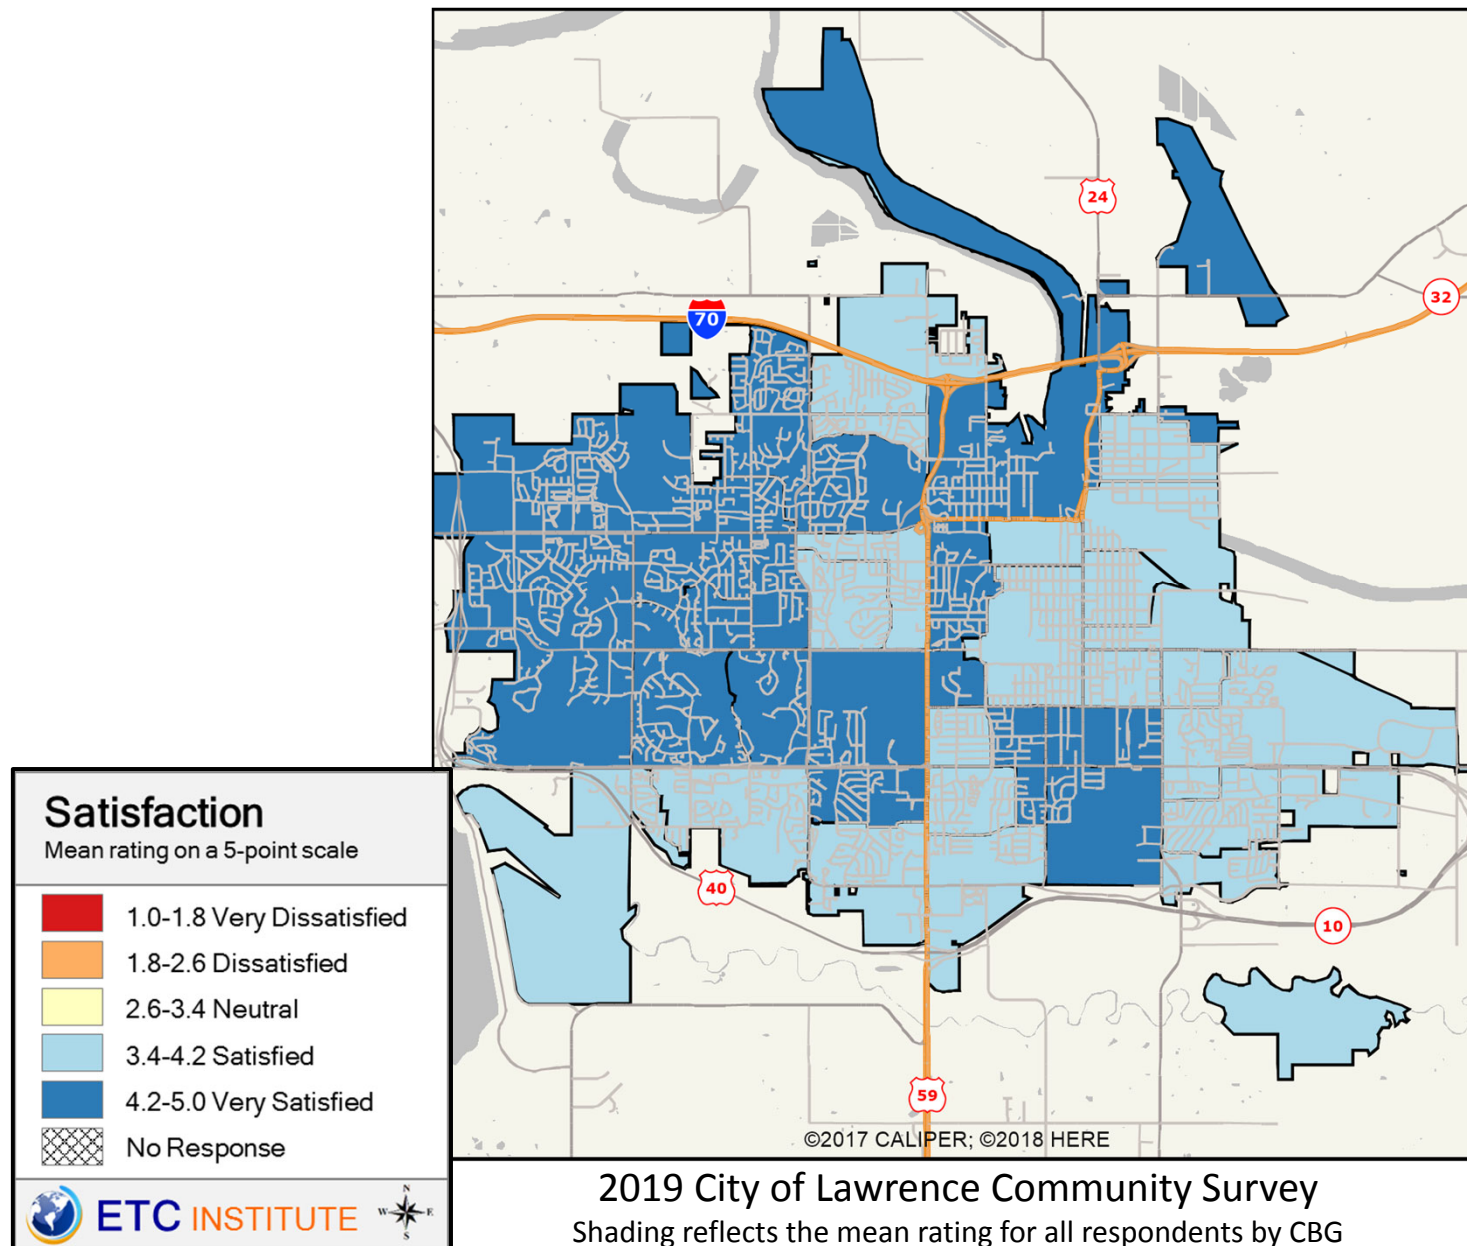 24
32
70
40
10
59
©2017 CALIPER; ©2018 HERE
Satisfaction
Mean rating on a 5-point scale
1.0-1.8 Very Dissatisfied
1.8-2.6 Dissatisfied
2.6-3.4 Neutral
3.4-4.2 Satisfied
4.2-5.0 Very Satisfied
No Response
ETC INSTITUTE
N
W E
S
2019 City of Lawrence Community Survey
Shading reflects the mean rating for all respondents by CBG